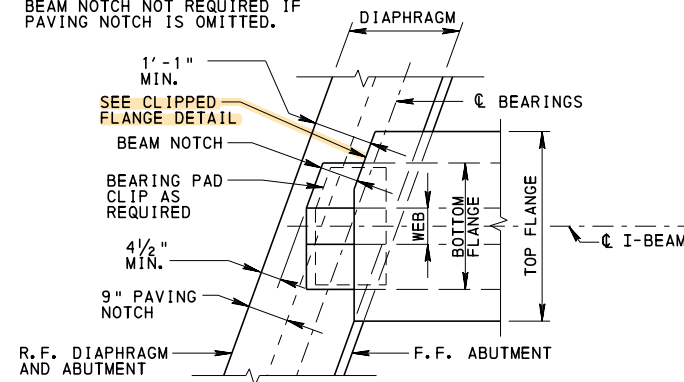 BEAM NOTCH NOT REQUIRED IF
PAVING NOTCH IS OMITTED.
DIAPHRAGM
1'-1"
MIN.
SEE CLIPPED
FLANGE DETAIL
℄ BEARINGS
BEAM NOTCH
BEARING PAD
CLIP AS
REQUIRED
WEB
BOTTOM
FLANGE
TOP FLANGE
℄ I-BEAM
4½"
MIN.
9" PAVING
NOTCH
R.F. DIAPHRAGM
AND ABUTMENT
F.F. ABUTMENT